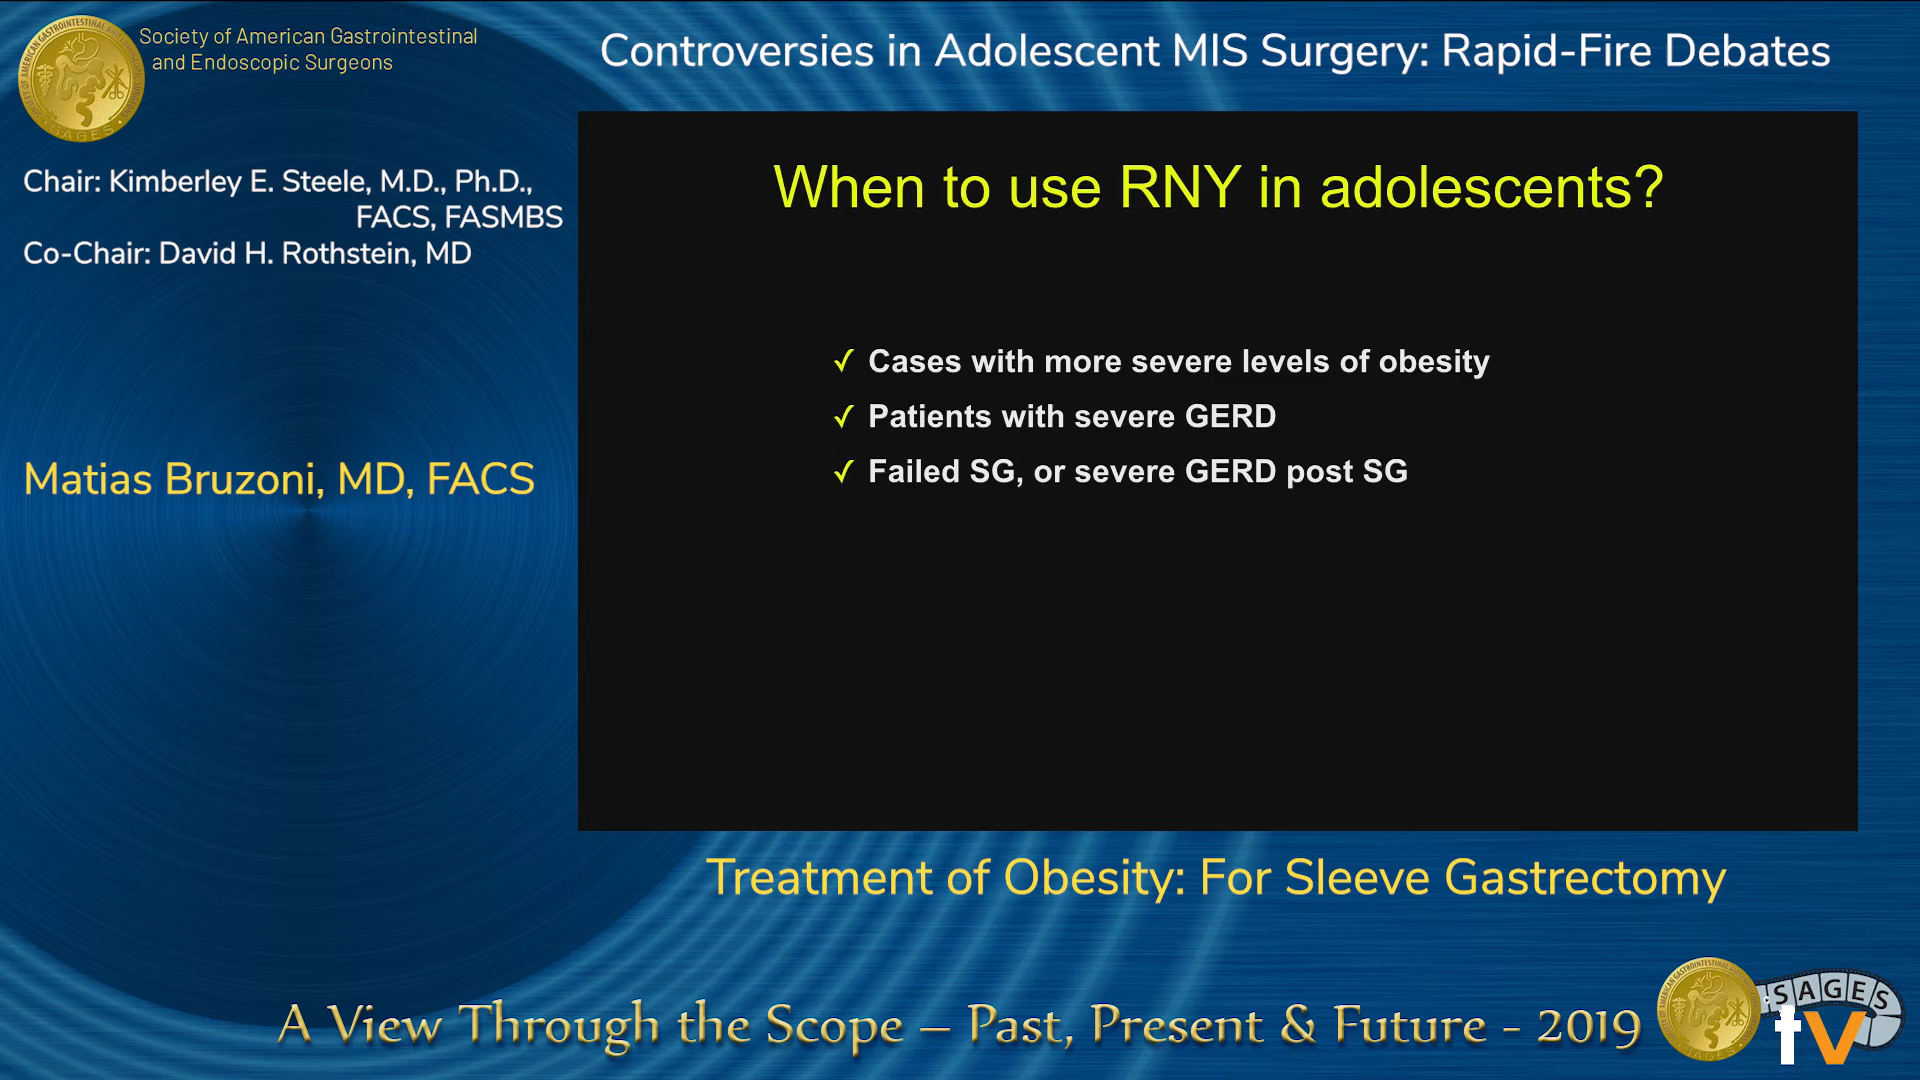 Society of American Gastrointestinal
and Endoscopic Surgeons
Controversies in Adolescent MIS Surgery: Rapid-Fire Debates
Chair: Kimberley E. Steele, M.D., Ph.D.,
FACS, FASMBS
Co-Chair: David H. Rothstein, MD
Matias Bruzoni, MD, FACS
When to use RNY in adolescents?
✓ Cases with more severe levels of obesity
✓ Patients with severe GERD
✓ Failed SG, or severe GERD post SG
Treatment of Obesity: For Sleeve Gastrectomy
A View Through the Scope – Past, Present & Future - 2019
SAGES
tv